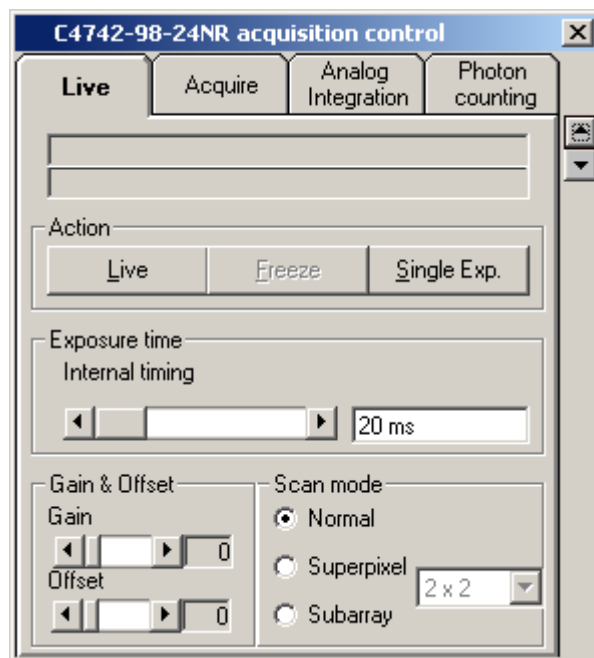 C4742-98-24NR acquisition control
Live
Acquire
Analog Integration
Photon counting
Action
Live
Freeze
Single Exp.
Exposure time
Internal timing
20 ms
Gain & Offset
Gain
0
Offset
0
Scan mode
Normal
Superpixel
2 x 2
Subarray